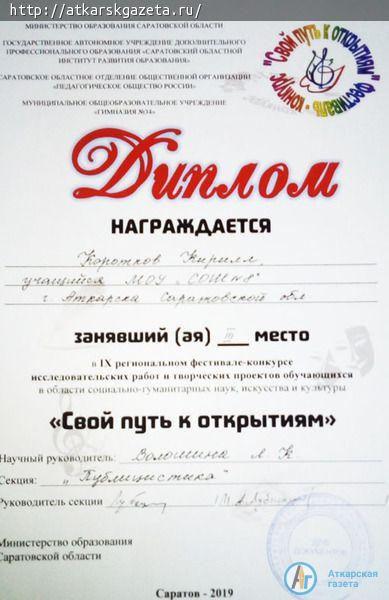 http://atkarskgazeta.ru/
МИНИСТЕРСТВО ОБРАЗОВАНИЯ САРАТОВСКОЙ ОБЛАСТИ
ГОСУДАРСТВЕННОЕ АВТОНОМНОЕ УЧРЕЖДЕНИЕ ДОПОЛНИТЕЛЬНОГО
ПРОФЕССИОНАЛЬНОГО ОБРАЗОВАНИЯ «САРАТОВСКИЙ ОБЛАСТНОЙ
ИНСТИТУТ РАЗВИТИЯ ОБРАЗОВАНИЯ»
САРАТОВСКОЕ ОБЛАСТНОЕ ОТДЕЛЕНИЕ ОБЩЕСТВЕННОЙ ОРГАНИЗАЦИИ
«ПЕДАГОГИЧЕСКОЕ ОБЩЕСТВО РОССИИ»
МУНИЦИПАЛЬНОЕ ОБЩЕОБРАЗОВАТЕЛЬНОЕ УЧРЕЖДЕНИЕ
«ГИМНАЗИЯ №34»
"СВОЙ ПУТЬ К ОТКРЫТИЯМ"
ФЕСТИВАЛЬ - КОНКУРС
Диплом
НАГРАЖДАЕТСЯ
Коротков Кирилл,
учащийся МОУ "СОШ №8"
г. Аткарска Саратовской обл
занявший (ая) III место
в IX региональном фестивале-конкурсе
исследовательских работ и творческих проектов обучающихся
в области социально-гуманитарных наук, искусства и культуры
«Свой путь к открытиям»
Научный руководитель: Волошина Л. К.
Секция: "Публицистика"
Руководитель секции
Министерство образования
Саратовской области
Саратов - 2019
Аткарская
газета